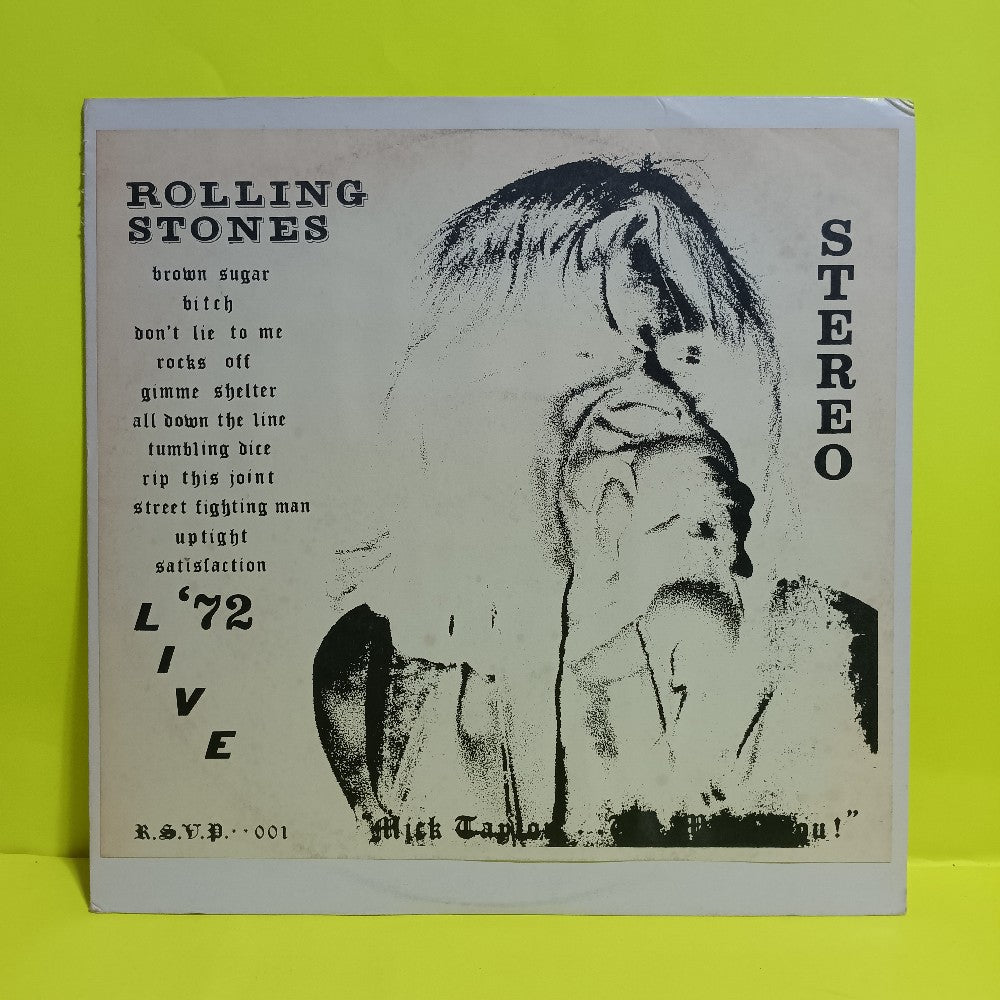 ROLLING
STONES
brown sugar
bitch
don't lie to me
rocks off
gimme shelter
all down the line
tumbling dice
rip this joint
street fighting man
uptight
satisfaction
LIVE '72
STEREO
R.S.V.P.--001
"Mick Taylor...